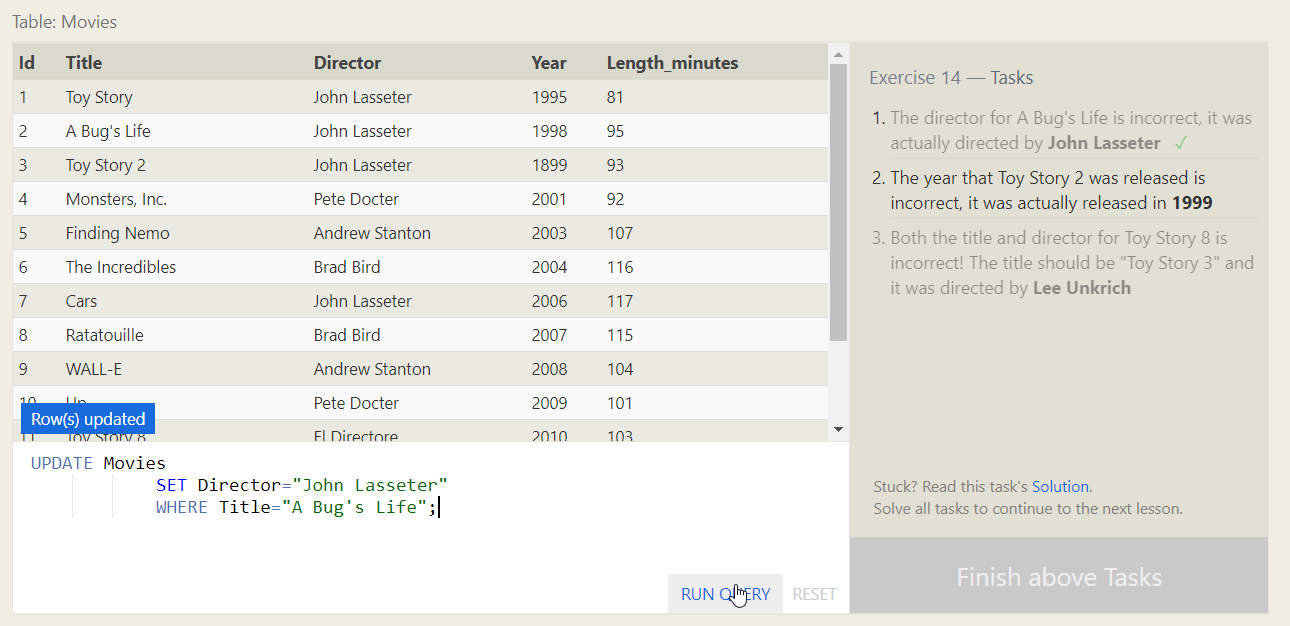 Table: Movies
Id Title Director Year Length_minutes
1 Toy Story John Lasseter 1995 81
2 A Bug's Life John Lasseter 1998 95
3 Toy Story 2 John Lasseter 1899 93
4 Monsters, Inc. Pete Docter 2001 92
5 Finding Nemo Andrew Stanton 2003 107
6 The Incredibles Brad Bird 2004 116
7 Cars John Lasseter 2006 117
8 Ratatouille Brad Bird 2007 115
9 WALL-E Andrew Stanton 2008 104
10 Up Pete Docter 2009 101
11 Toy Story 8 El Directore 2010 103
Row(s) updated
UPDATE Movies
SET Director="John Lasseter"
WHERE Title="A Bug's Life";
RUN QUERY RESET
Exercise 14 — Tasks
1. The director for A Bug's Life is incorrect, it was
actually directed by John Lasseter ✓
2. The year that Toy Story 2 was released is
incorrect, it was actually released in 1999
3. Both the title and director for Toy Story 8 is
incorrect! The title should be "Toy Story 3" and
it was directed by Lee Unkrich
Stuck? Read this task's Solution.
Solve all tasks to continue to the next lesson.
Finish above Tasks